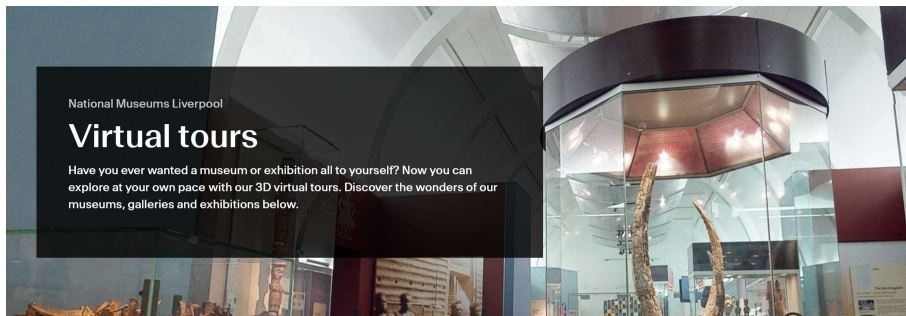 National Museums Liverpool
Virtual tours
Have you ever wanted a museum or exhibition all to yourself? Now you can
explore at your own pace with our 3D virtual tours. Discover the wonders of our
museums, galleries and exhibitions below.